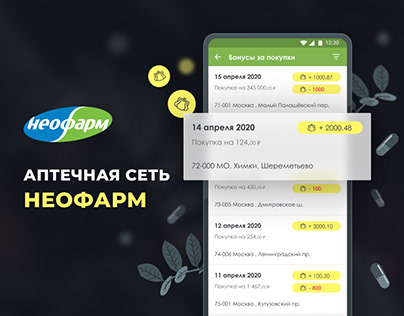 неофарм
АПТЕЧНАЯ СЕТЬ
НЕОФАРМ
12:30
Бонусы за покупки
15 апреля 2020
+ 1000.87
Покупка на 345 000,00 ₽
- 1000
71-001 Москва , Малый Палашёвский пер.
14 апреля 2020
+ 2000.48
Покупка на 124,00 ₽
72-000 МО, Химки, Шереметьево
Покупка на 450,00 ₽
- 100
73-005 Москва , Дмитровское ш.
12 апреля 2020
+ 3000.10
Покупка на 254,00 ₽
74-006 Москва , Ленинградский пр.
11 апреля 2020
+ 100.30
Покупка на 1 467,00 ₽
- 800
75-001 Москва , Кутузовский пр.